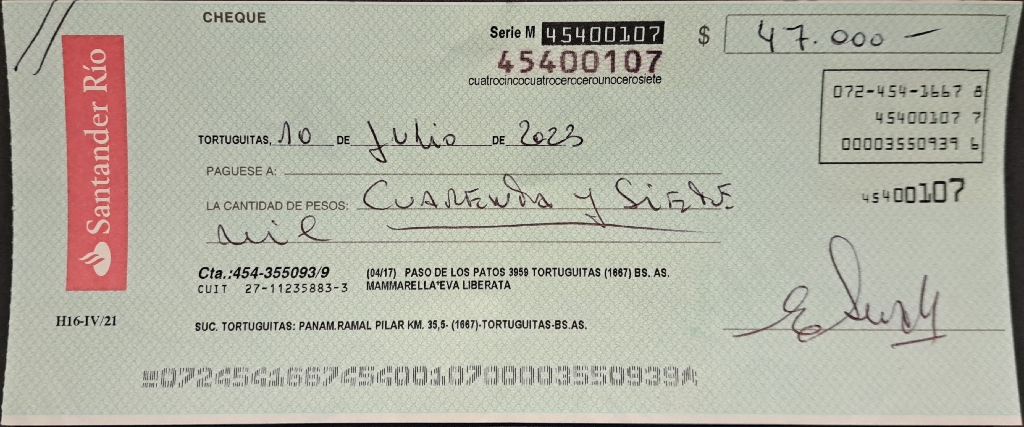 CHEQUE
Serie M 45400107
$ 47.000 —
45400107
cuatrocincocuatrocerocerounocerosiete
072-454-1667 8
45400107 7
00003550939 6
Santander Río
TORTUGUITAS, 10 DE Julio DE 2023
PAGUESE A:
45400107
LA CANTIDAD DE PESOS: CUARENTA y SIETE
mil
Cta.:454-355093/9 (04/17) PASO DE LOS PATOS 3959 TORTUGUITAS (1667) BS. AS.
CUIT 27-11235883-3 MAMMARELLA*EVA LIBERATA
H16-IV/21
SUC. TORTUGUITAS: PANAM.RAMAL PILAR KM. 35,5- (1667)-TORTUGUITAS-BS.AS.
07245416674540010700003550939